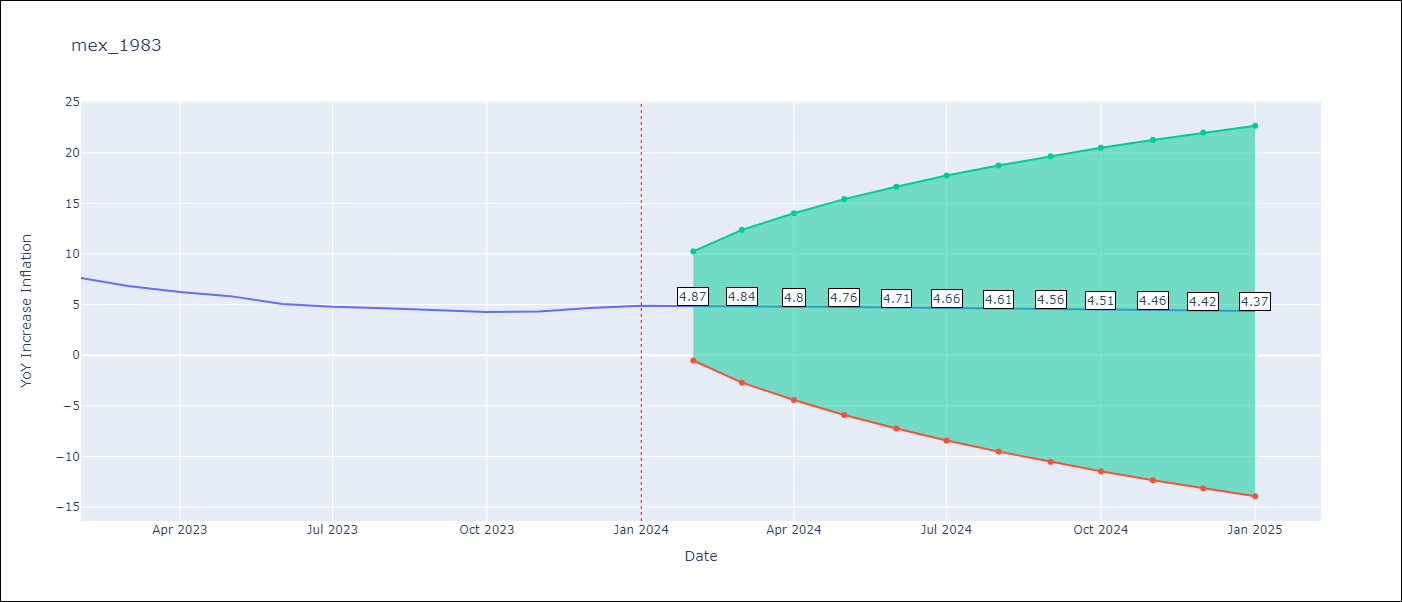 mex_1983
25
20
15
10
5
0
−5
−10
−15
YoY Increase Inflation
4.87
4.84
4.8
4.76
4.71
4.66
4.61
4.56
4.51
4.46
4.42
4.37
Apr 2023
Jul 2023
Oct 2023
Jan 2024
Apr 2024
Jul 2024
Oct 2024
Jan 2025
Date